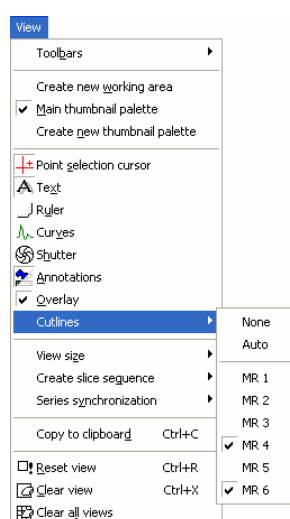 View
Toolbars
Create new working area
Main thumbnail palette
Create new thumbnail palette
Point selection cursor
Text
Ruler
Curves
Shutter
Annotations
Overlay
Cutlines
None
Auto
MR 1
MR 2
MR 3
MR 4
MR 5
MR 6
View size
Create slice sequence
Series synchronization
Copy to clipboard Ctrl+C
Reset view Ctrl+R
Clear view Ctrl+X
Clear all views